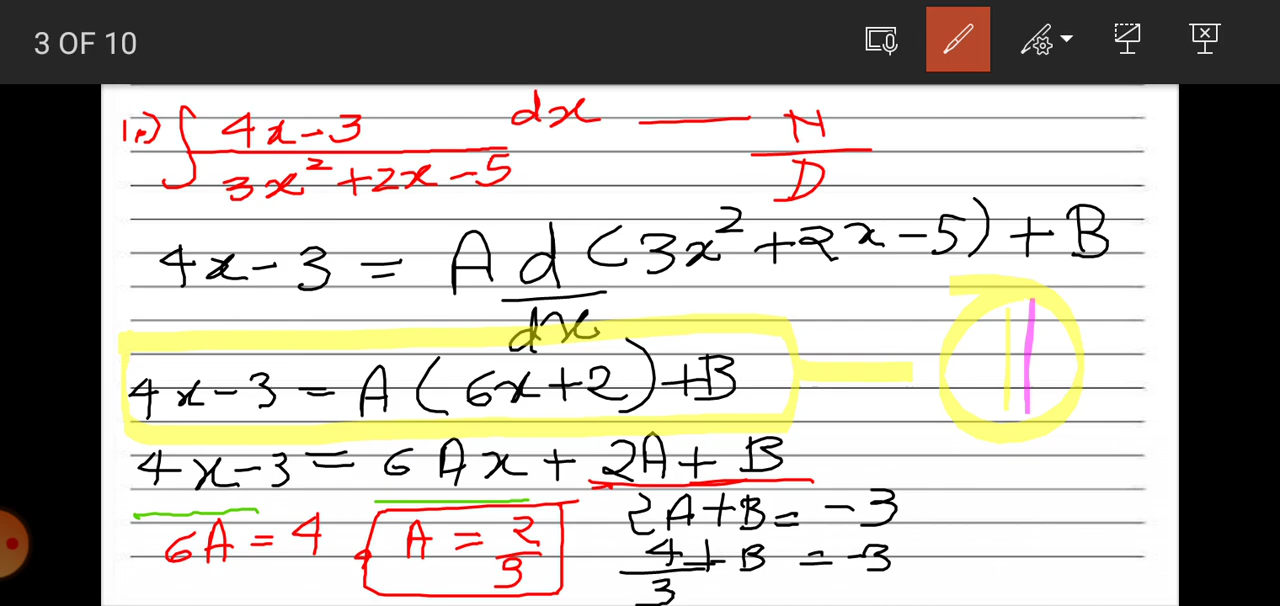 3 OF 10
1.) ∫ (4x-3)/(3x²+2x-5) dx — N/D
4x-3 = A d/dx (3x²+2x-5) + B
4x-3 = A(6x+2)+B — 1
4x-3 = 6Ax + 2A + B
6A = 4, A = 2/3
2A+B = -3
4/3 + B = -3